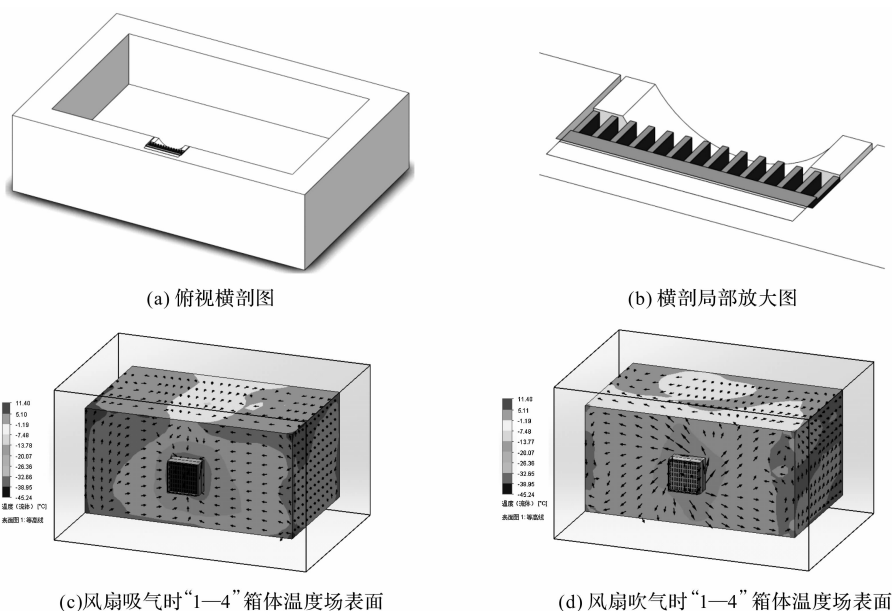 (a) 俯视横剖图
(b) 横剖局部放大图
11.40
5.10
-1.19
-7.48
-13.78
-20.07
-26.36
-32.66
-38.95
-45.24
温度 (流体) [°C]
表面图 1:等高线
11.40
5.11
-1.19
-7.48
-13.77
-20.07
-26.36
-32.65
-38.95
-45.24
温度 (流体) [°C]
表面图 1:等高线
(c)风扇吸气时“1—4”箱体温度场表面
(d) 风扇吹气时“1—4”箱体温度场表面